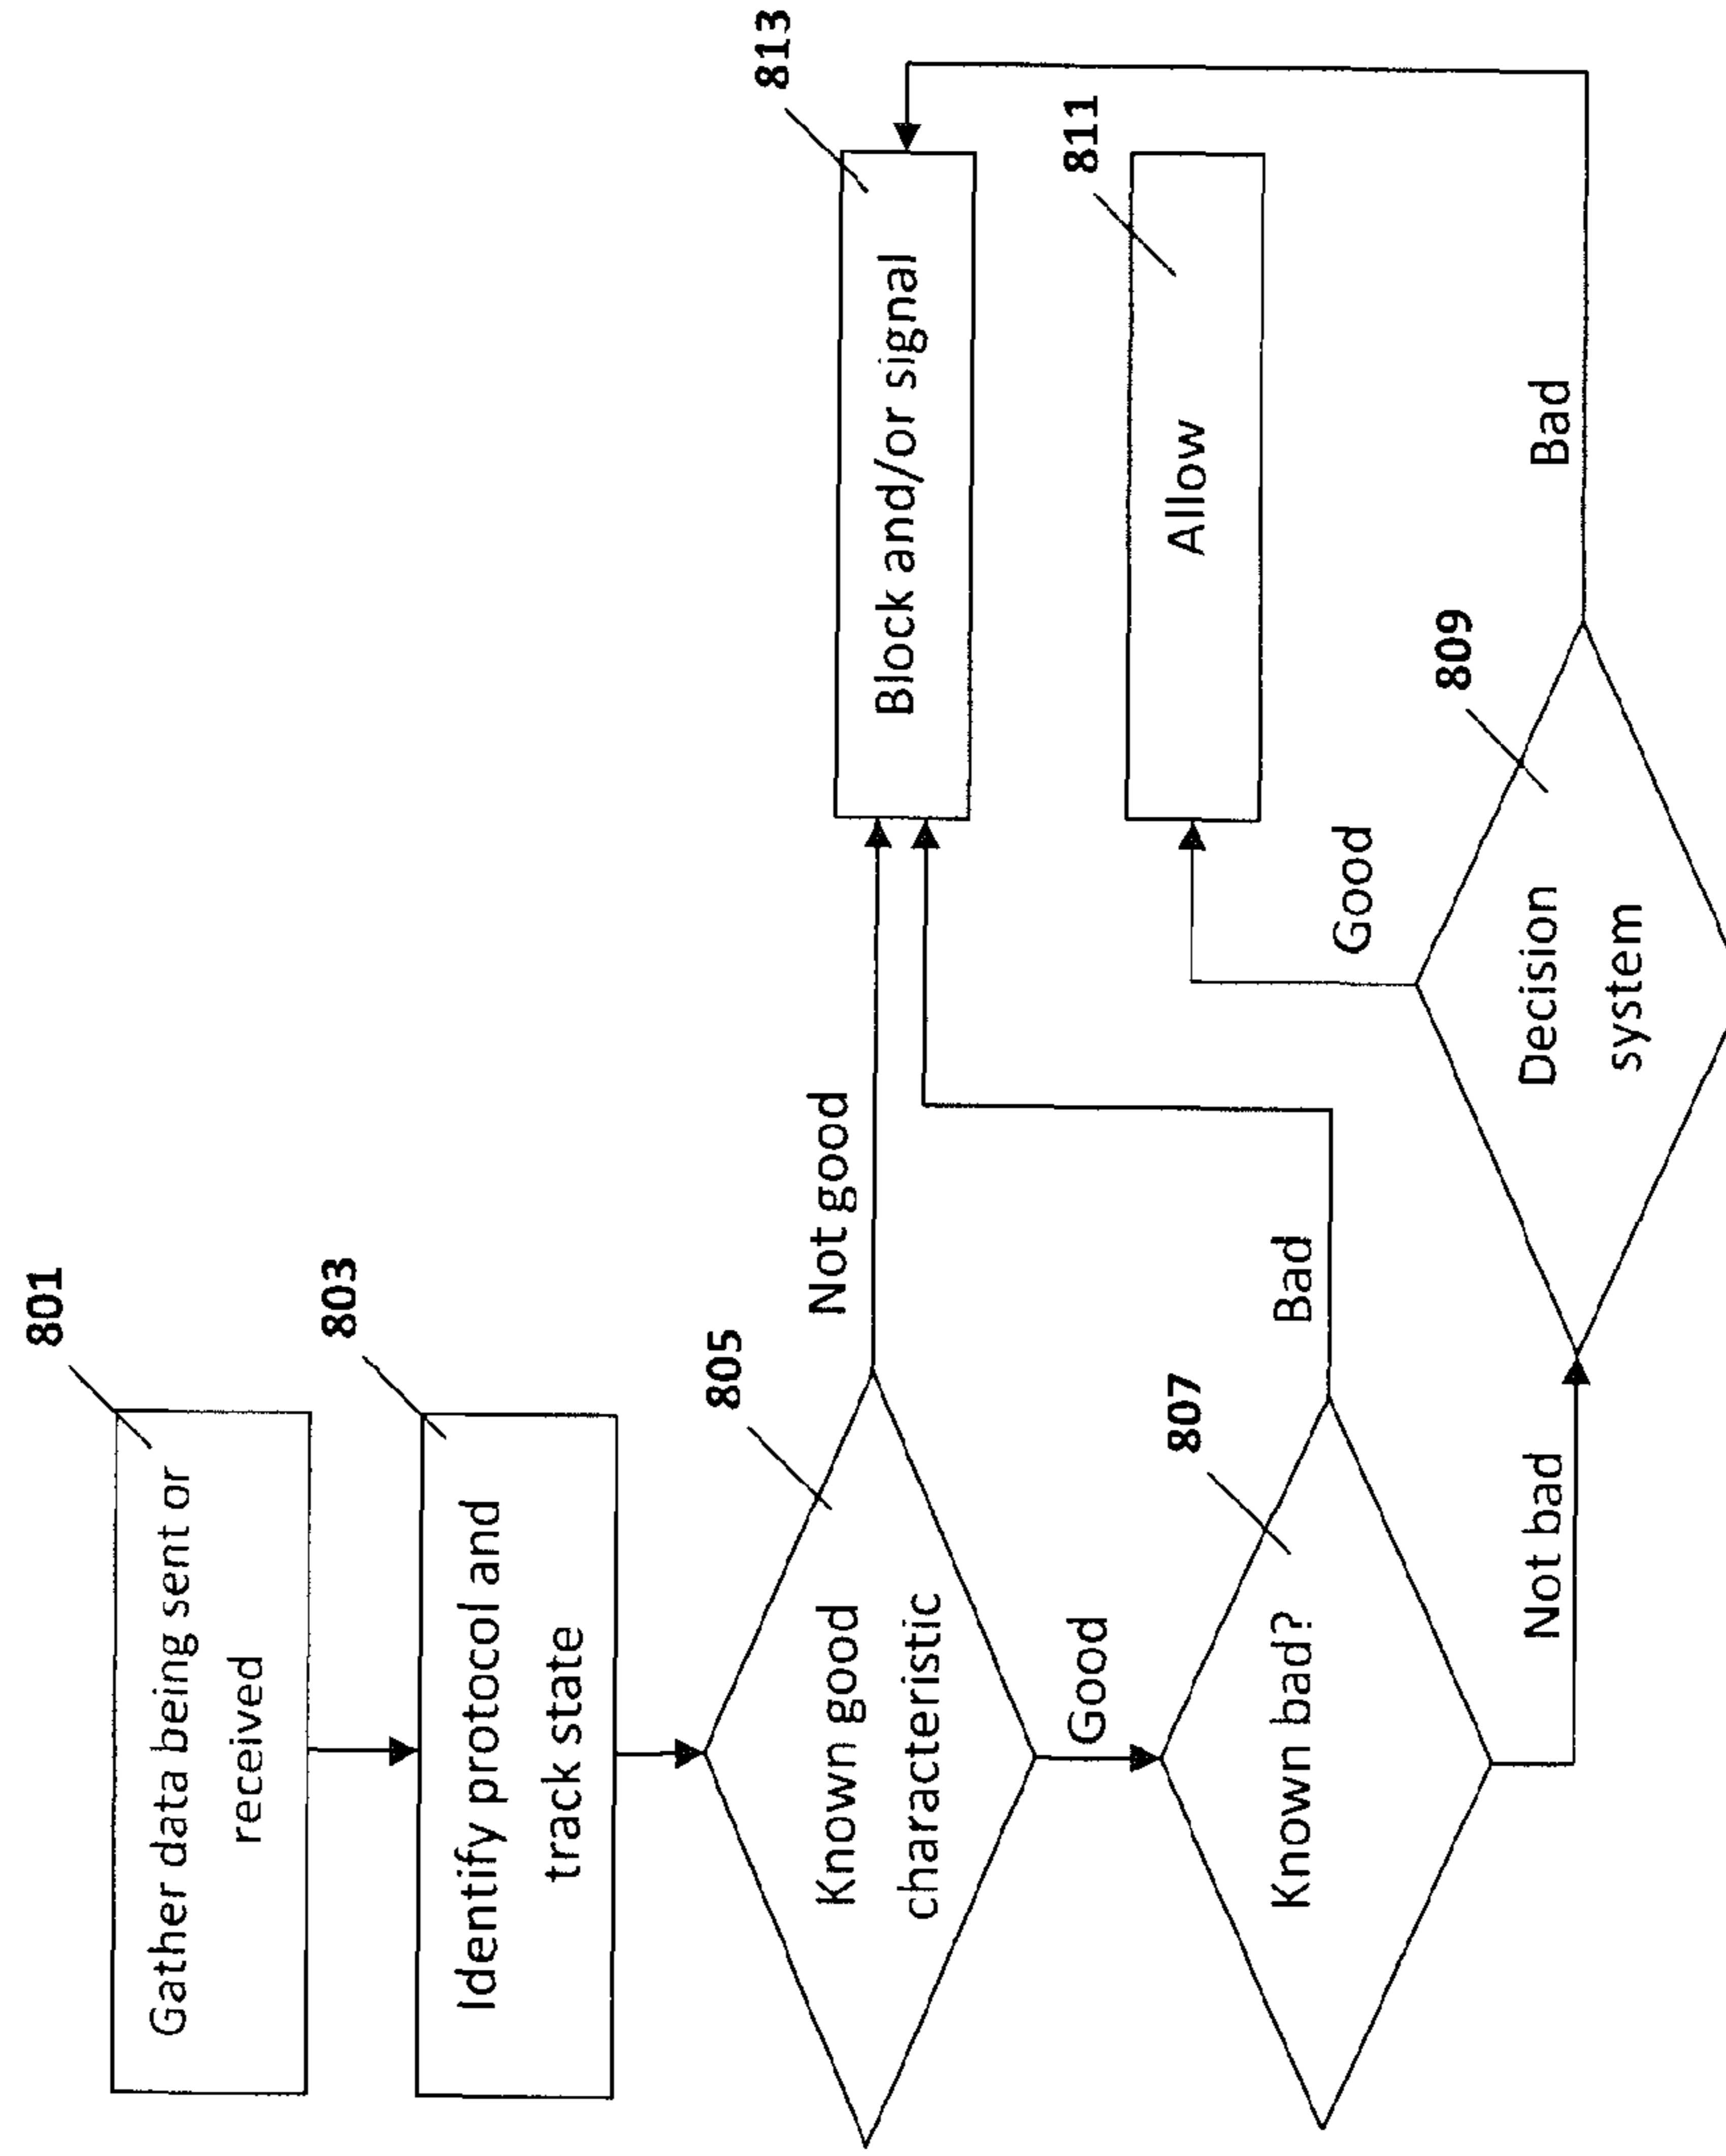 801
Gather data being sent or
received
803
Identify protocol and
track state
805
Known good
characteristic
Not good
813
Block and/or signal
Good
807
Known bad?
Bad
811
Allow
Not bad
Good
809
Decision
system
Bad